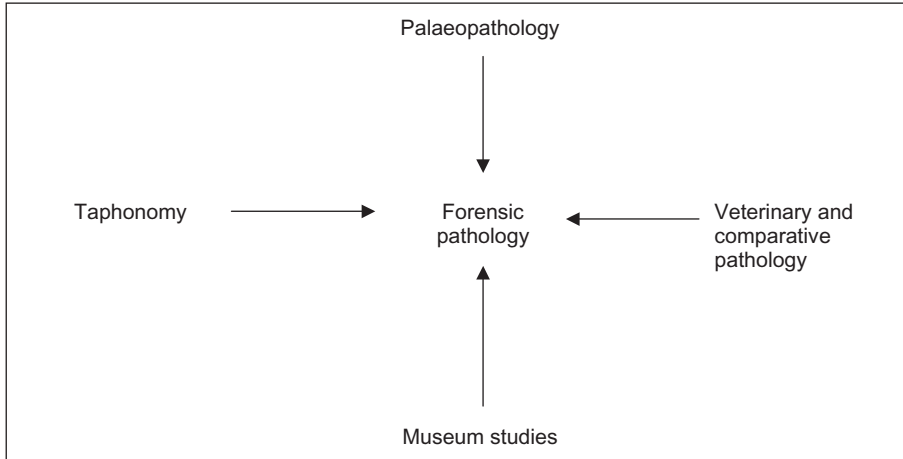 Palaeopathology
Taphonomy
Forensic
pathology
Veterinary and
comparative
pathology
Museum studies